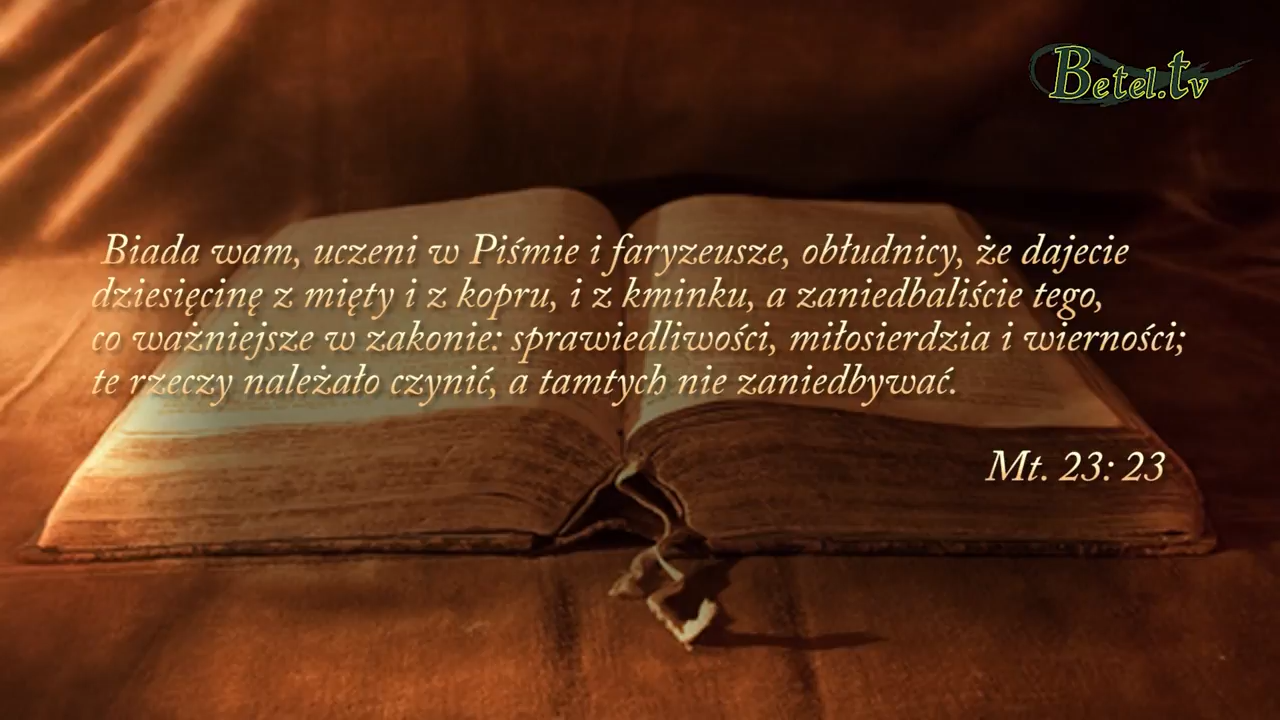 Betel.tv
Biada wam, uczeni w Piśmie i faryzeusze, obłudnicy, że dajecie
dziesięcinę z mięty i z kopru, i z kminku, a zaniedbaliście tego,
co ważniejsze w zakonie: sprawiedliwości, miłosierdzia i wierności;
te rzeczy należało czynić, a tamtych nie zaniedbywać.
Mt. 23: 23